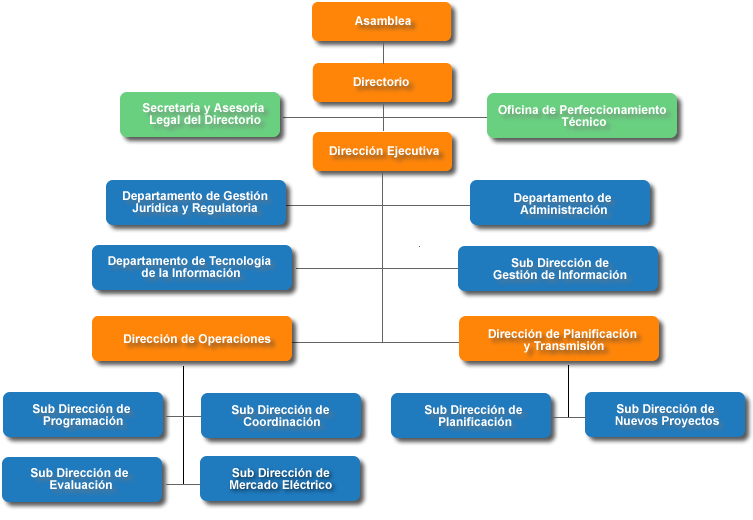 Asamblea
Directorio
Secretaría y Asesoría
Legal del Directorio
Oficina de Perfeccionamiento
Técnico
Dirección Ejecutiva
Departamento de Gestión
Jurídica y Regulatoria
Departamento de
Administración
Departamento de Tecnología
de la Información
Sub Dirección de
Gestión de Información
Dirección de Operaciones
Dirección de Planificación
y Transmisión
Sub Dirección de
Programación
Sub Dirección de
Coordinación
Sub Dirección de
Planificación
Sub Dirección de
Nuevos Proyectos
Sub Dirección de
Evaluación
Sub Dirección de
Mercado Eléctrico